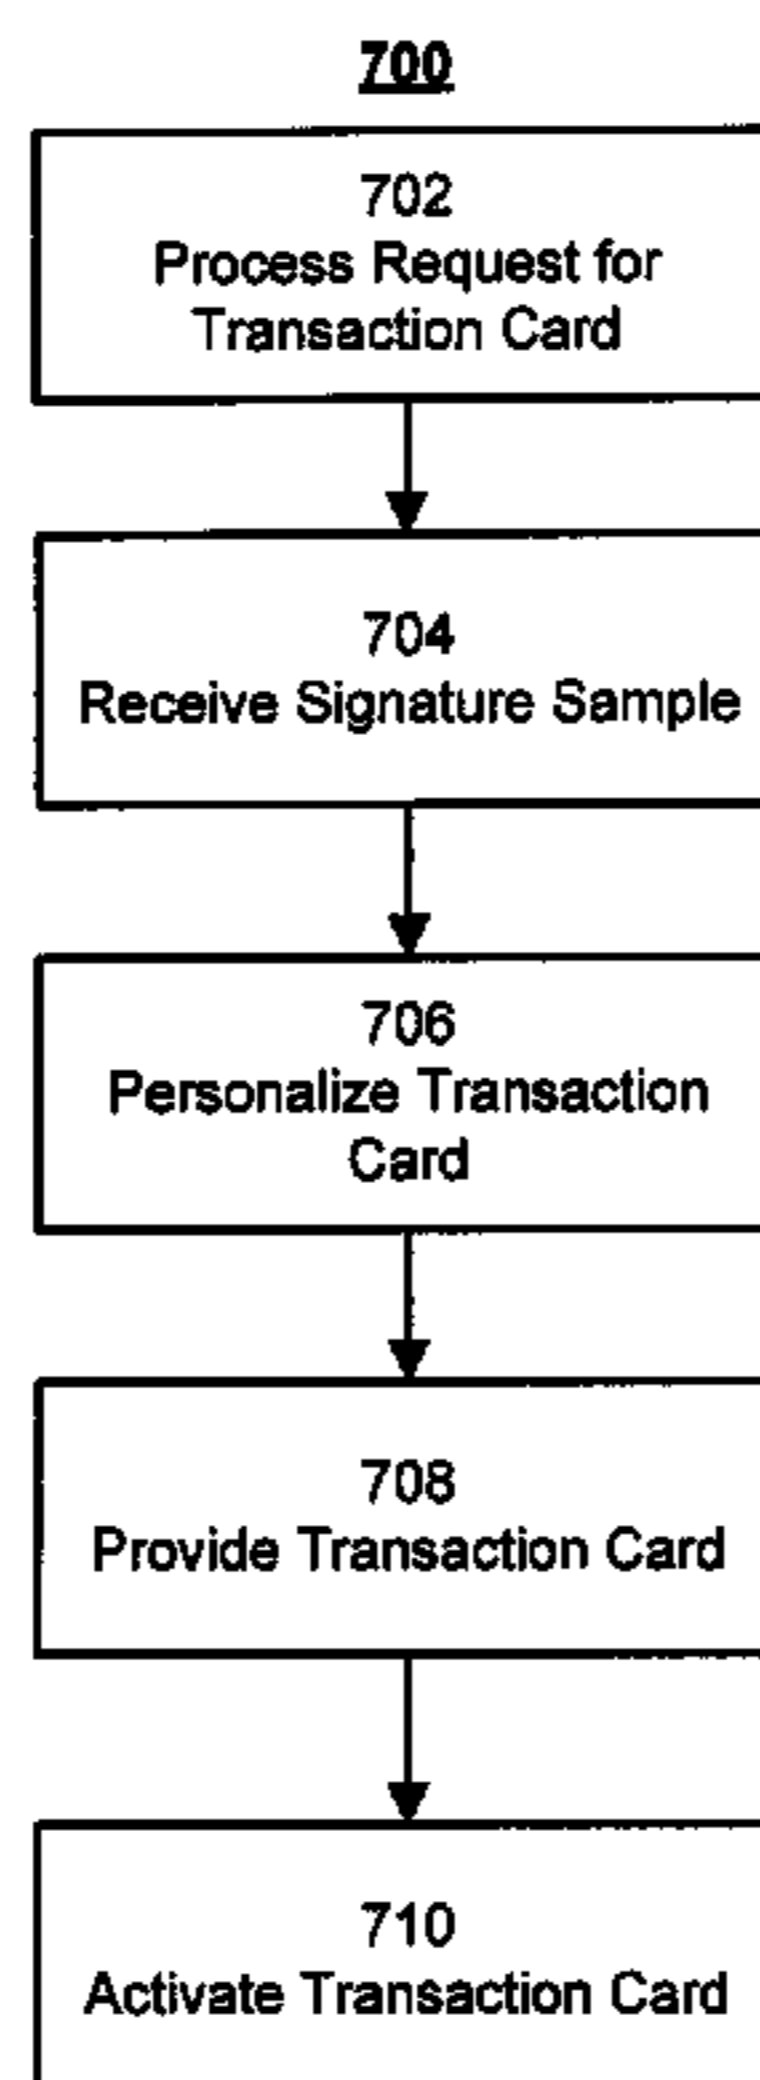 700
702
Process Request for
Transaction Card
704
Receive Signature Sample
706
Personalize Transaction
Card
708
Provide Transaction Card
710
Activate Transaction Card